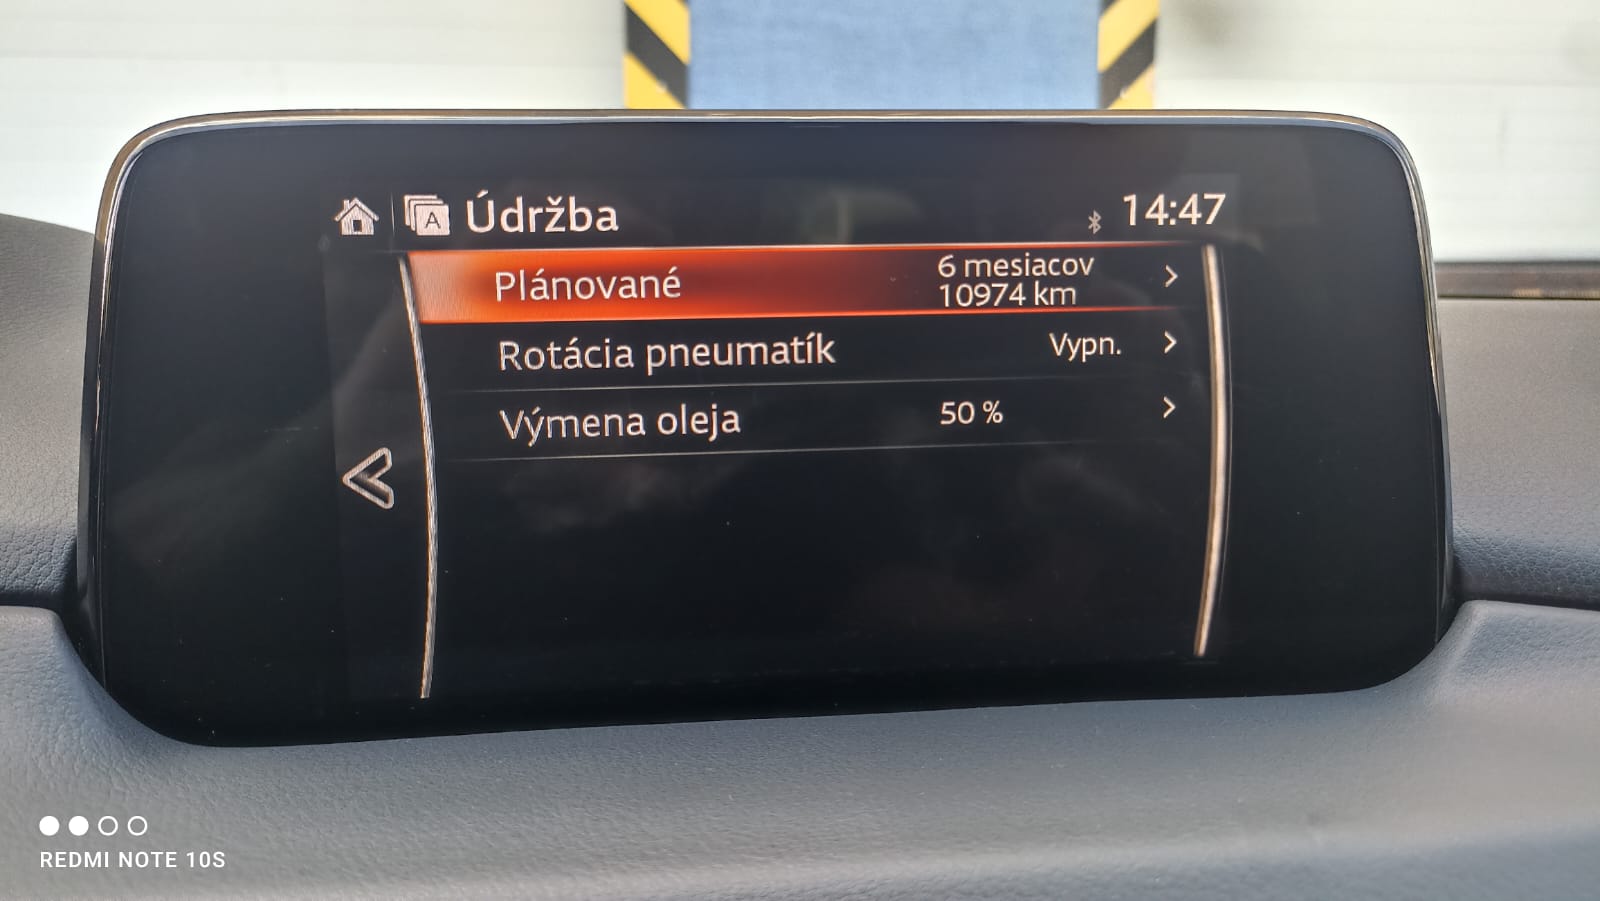 Údržba 14:47
Plánované 6 mesiacov
10974 km
Rotácia pneumatík Vypn.
Výmena oleja 50 %
REDMI NOTE 10S